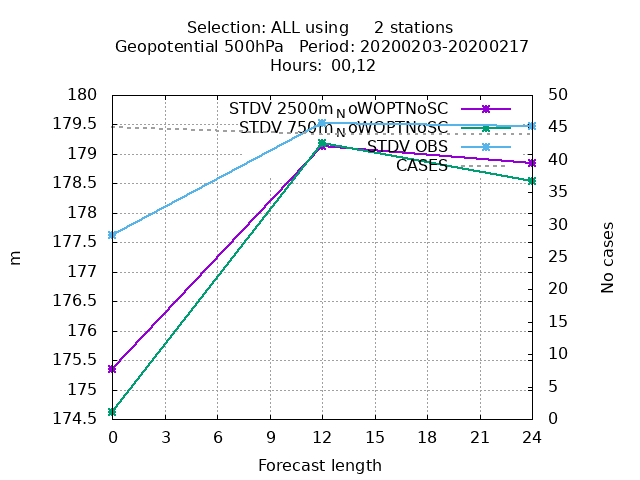 Selection: ALL using 2 stations
Geopotential 500hPa Period: 20200203-20200217
Hours: 00,12
180
179.5
179
178.5
178
177.5
177
176.5
176
175.5
175
174.5
50
45
40
35
30
25
20
15
10
5
0
STDV 2500m_NoWOPTNoSC
STDV 750m_NoWOPTNoSC
STDV OBS
CASES
m
No cases
0 3 6 9 12 15 18 21 24
Forecast length